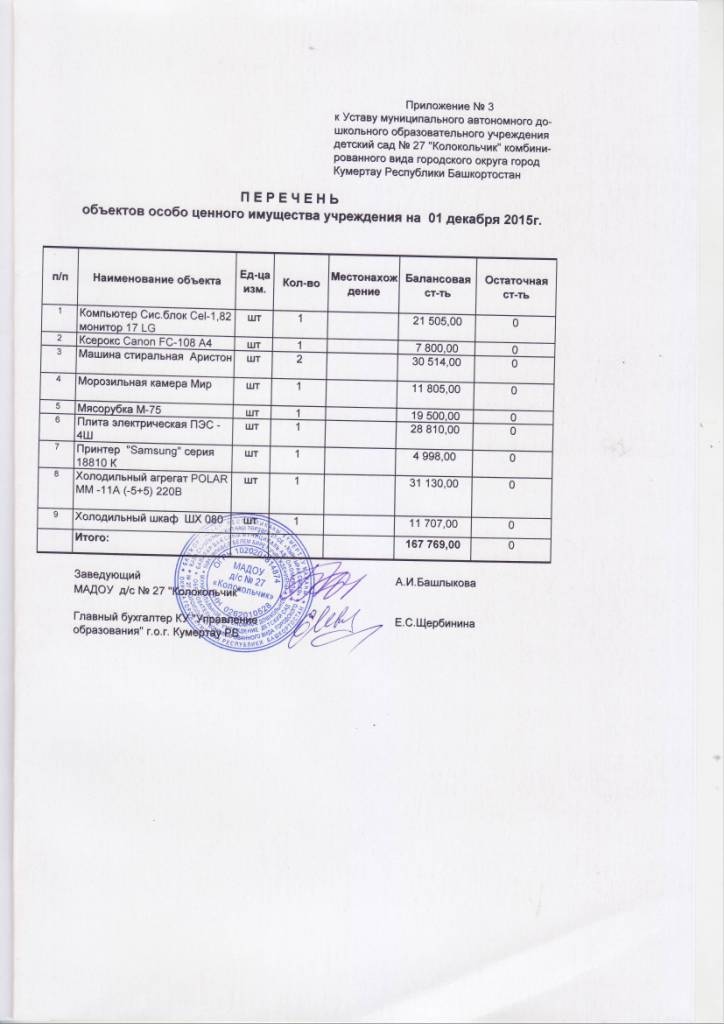 Приложение № 3
к Уставу муниципального автономного до-
школьного образовательного учреждения
детский сад № 27 "Колокольчик" комбини-
рованного вида городского округа город
Кумертау Республики Башкортостан
П Е Р Е Ч Е Н Ь
объектов особо ценного имущества учреждения на 01 декабря 2015г.
п/п Наименование объекта Ед-ца изм. Кол-во Местонахож дение Балансовая ст-ть Остаточная ст-ть
1 Компьютер Сис.блок Cel-1,82 шт 1 21 505,00 0
монитор 17 LG
2 Ксерокс Canon FC-108 A4 шт 1 7 800,00 0
3 Машина стиральная Аристон шт 2 30 514,00 0
4 Морозильная камера Мир шт 1 11 805,00 0
5 Мясорубка М-75 шт 1 19 500,00 0
6 Плита электрическая ПЭС - шт 1 28 810,00 0
4Ш
7 Принтер "Samsung" серия шт 1 4 998,00 0
18810 К
8 Холодильный агрегат POLAR шт 1 31 130,00 0
ММ -11А (-5+5) 220В
9 Холодильный шкаф ШХ 080 шт 1 11 707,00 0
Итого: 167 769,00 0
Заведующий А.И.Башлыкова
МАДОУ д/с № 27 "Колокольчик"
Главный бухгалтер КУ "Управление Е.С.Щербинина
образования" г.о.г. Кумертау РБ
МАДОУ
д/с № 27
«Колокольчик»